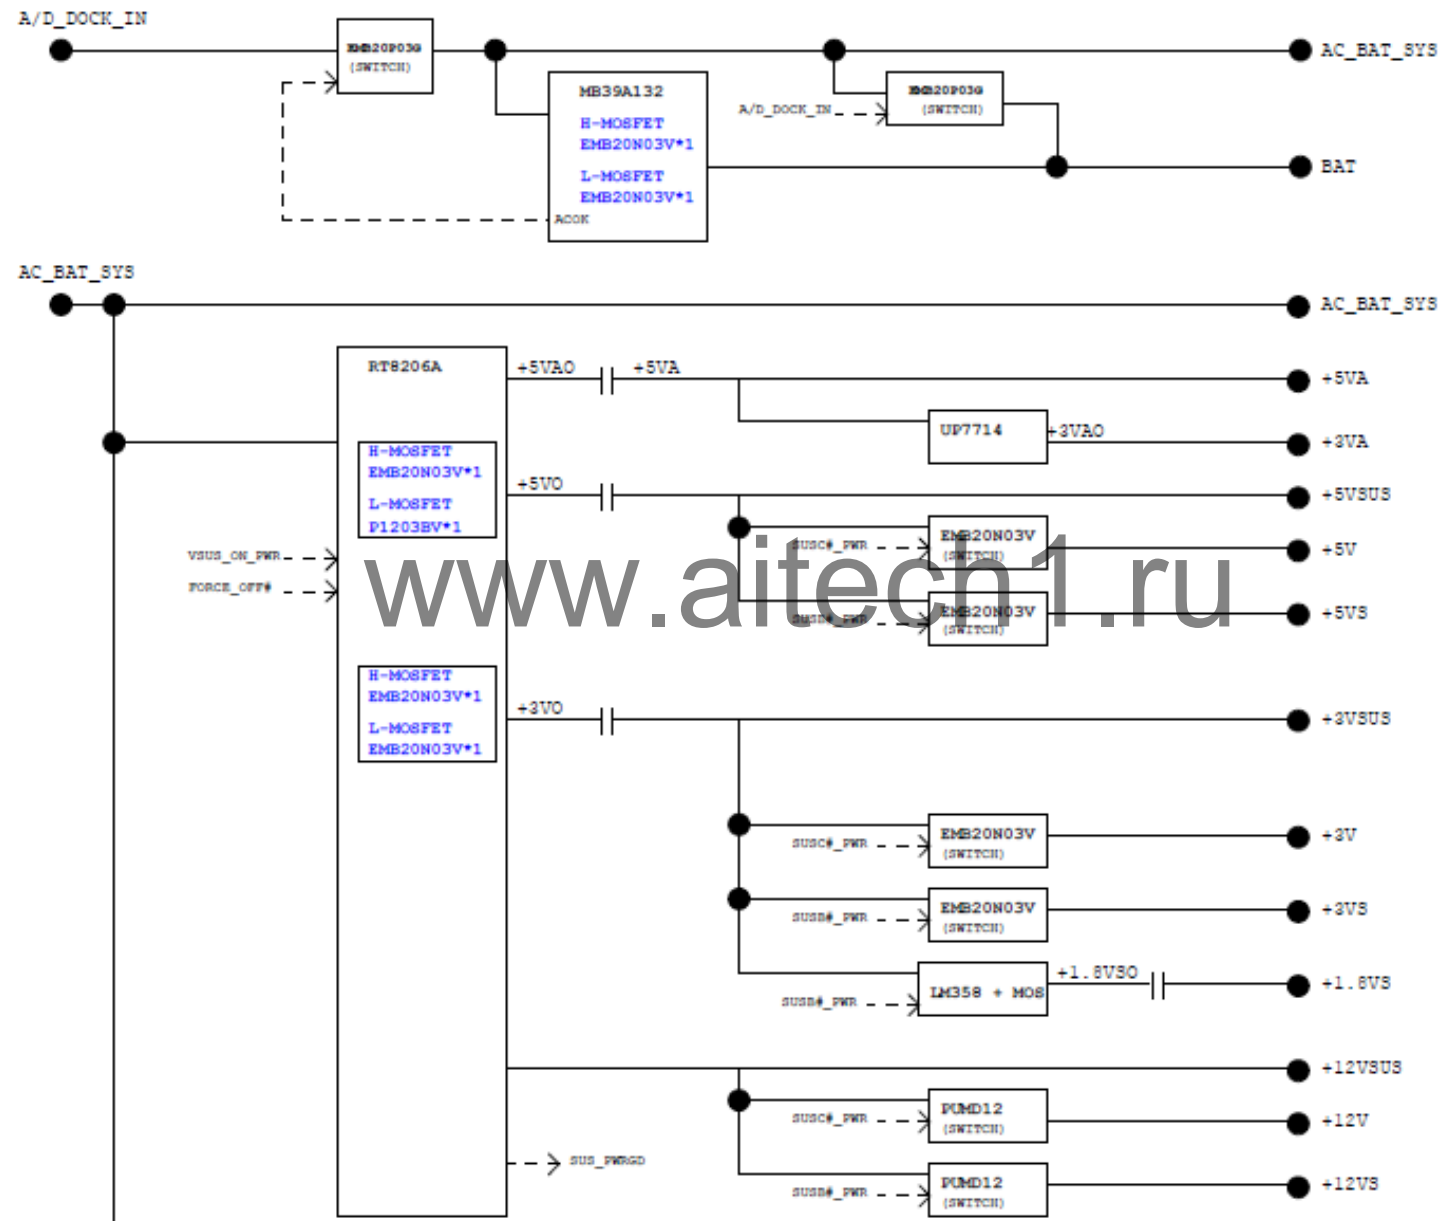 A/D_DOCK_IN
EMB20P03G
(SWITCH)
AC_BAT_SYS
MB39A132
H-MOSFET
EMB20N03V*1
L-MOSFET
EMB20N03V*1
ACOK
A/D_DOCK_IN
EMB20P03G
(SWITCH)
BAT
AC_BAT_SYS
AC_BAT_SYS
RT8206A
+5VAO
+5VA
+5VA
UP7714
+3VAO
+3VA
H-MOSFET
EMB20N03V*1
L-MOSFET
P1203BV*1
+5VO
+5VSUS
SUSC#_PWR
EMB20N03V
(SWITCH)
+5V
VSUS_ON_PWR
FORCE_OFF#
www.aitech1.ru
SUSB#_PWR
EMB20N03V
(SWITCH)
+5VS
H-MOSFET
EMB20N03V*1
L-MOSFET
EMB20N03V*1
+3VO
+3VSUS
SUSC#_PWR
EMB20N03V
(SWITCH)
+3V
SUSB#_PWR
EMB20N03V
(SWITCH)
+3VS
SUSB#_PWR
LM358 + MOS
+1.8VSO
+1.8VS
+12VSUS
SUSC#_PWR
PUMD12
(SWITCH)
+12V
SUS_PWRGD
SUSB#_PWR
PUMD12
(SWITCH)
+12VS